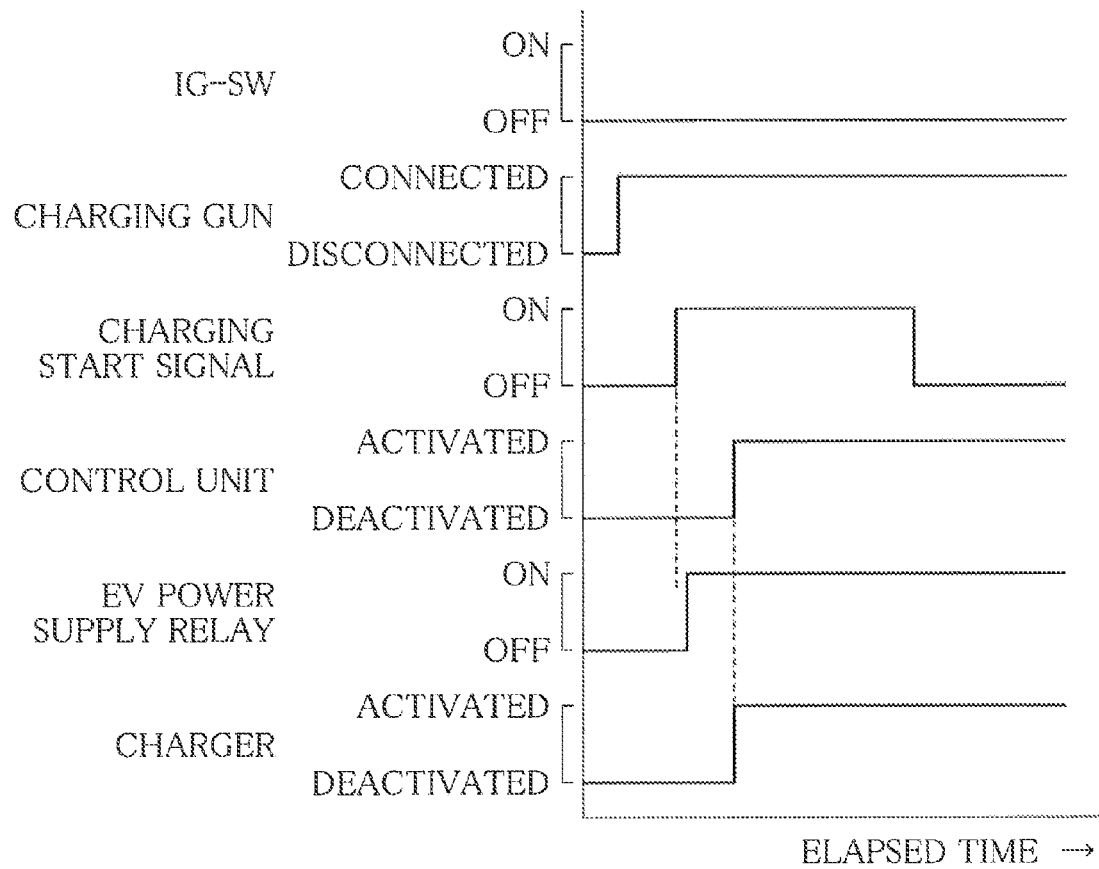 IG-SW
ON
OFF
CHARGING GUN
CONNECTED
DISCONNECTED
CHARGING
START SIGNAL
ON
OFF
CONTROL UNIT
ACTIVATED
DEACTIVATED
EV POWER
SUPPLY RELAY
ON
OFF
CHARGER
ACTIVATED
DEACTIVATED
ELAPSED TIME →